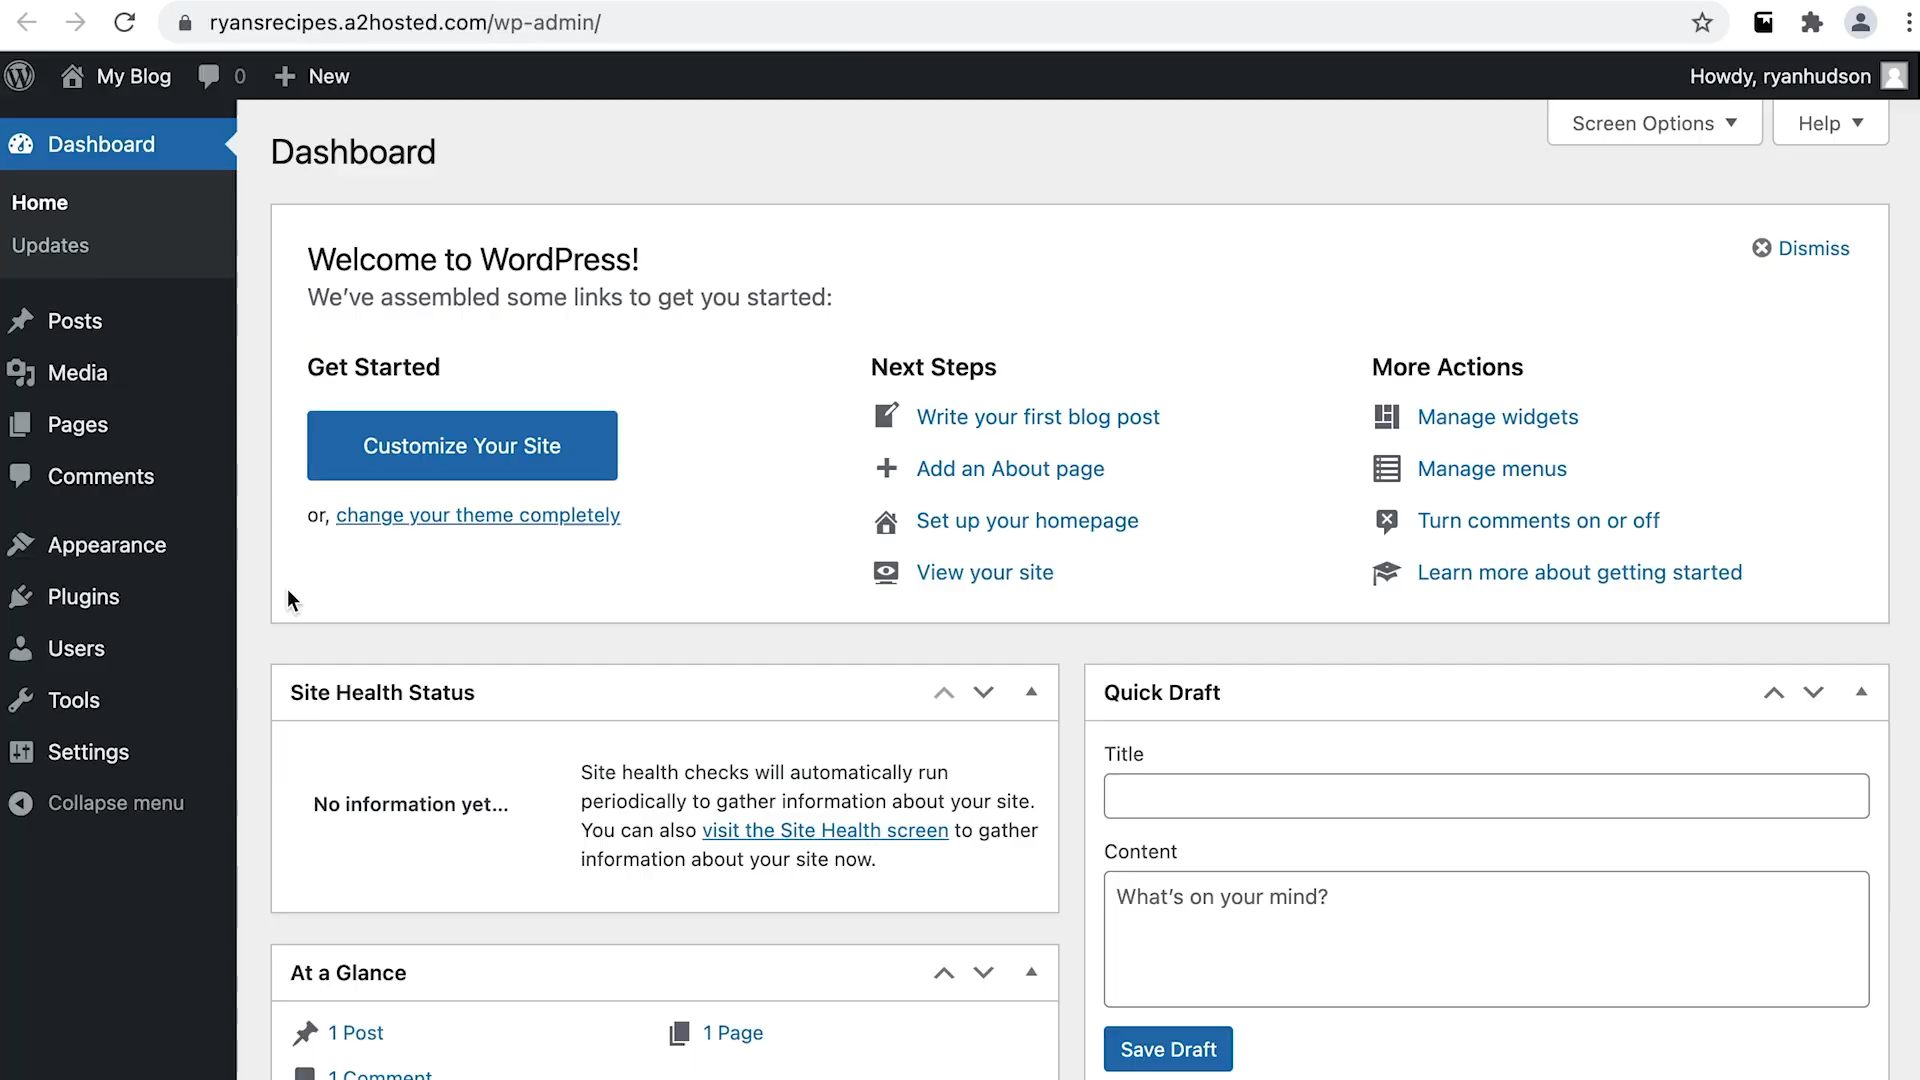 ryansrecipes.a2hosted.com/wp-admin/
My Blog 0 New
Howdy, ryanhudson
Dashboard
Home
Updates
Posts
Media
Pages
Comments
Appearance
Plugins
Users
Tools
Settings
Collapse menu
Screen Options
Help
Dashboard
Welcome to WordPress!
Dismiss
We've assembled some links to get you started:
Get Started
Customize Your Site
or, change your theme completely
Next Steps
Write your first blog post
Add an About page
Set up your homepage
View your site
More Actions
Manage widgets
Manage menus
Turn comments on or off
Learn more about getting started
Site Health Status
No information yet...
Site health checks will automatically run
periodically to gather information about your site.
You can also visit the Site Health screen to gather
information about your site now.
At a Glance
1 Post
1 Page
1 Comment
Quick Draft
Title
Content
What's on your mind?
Save Draft